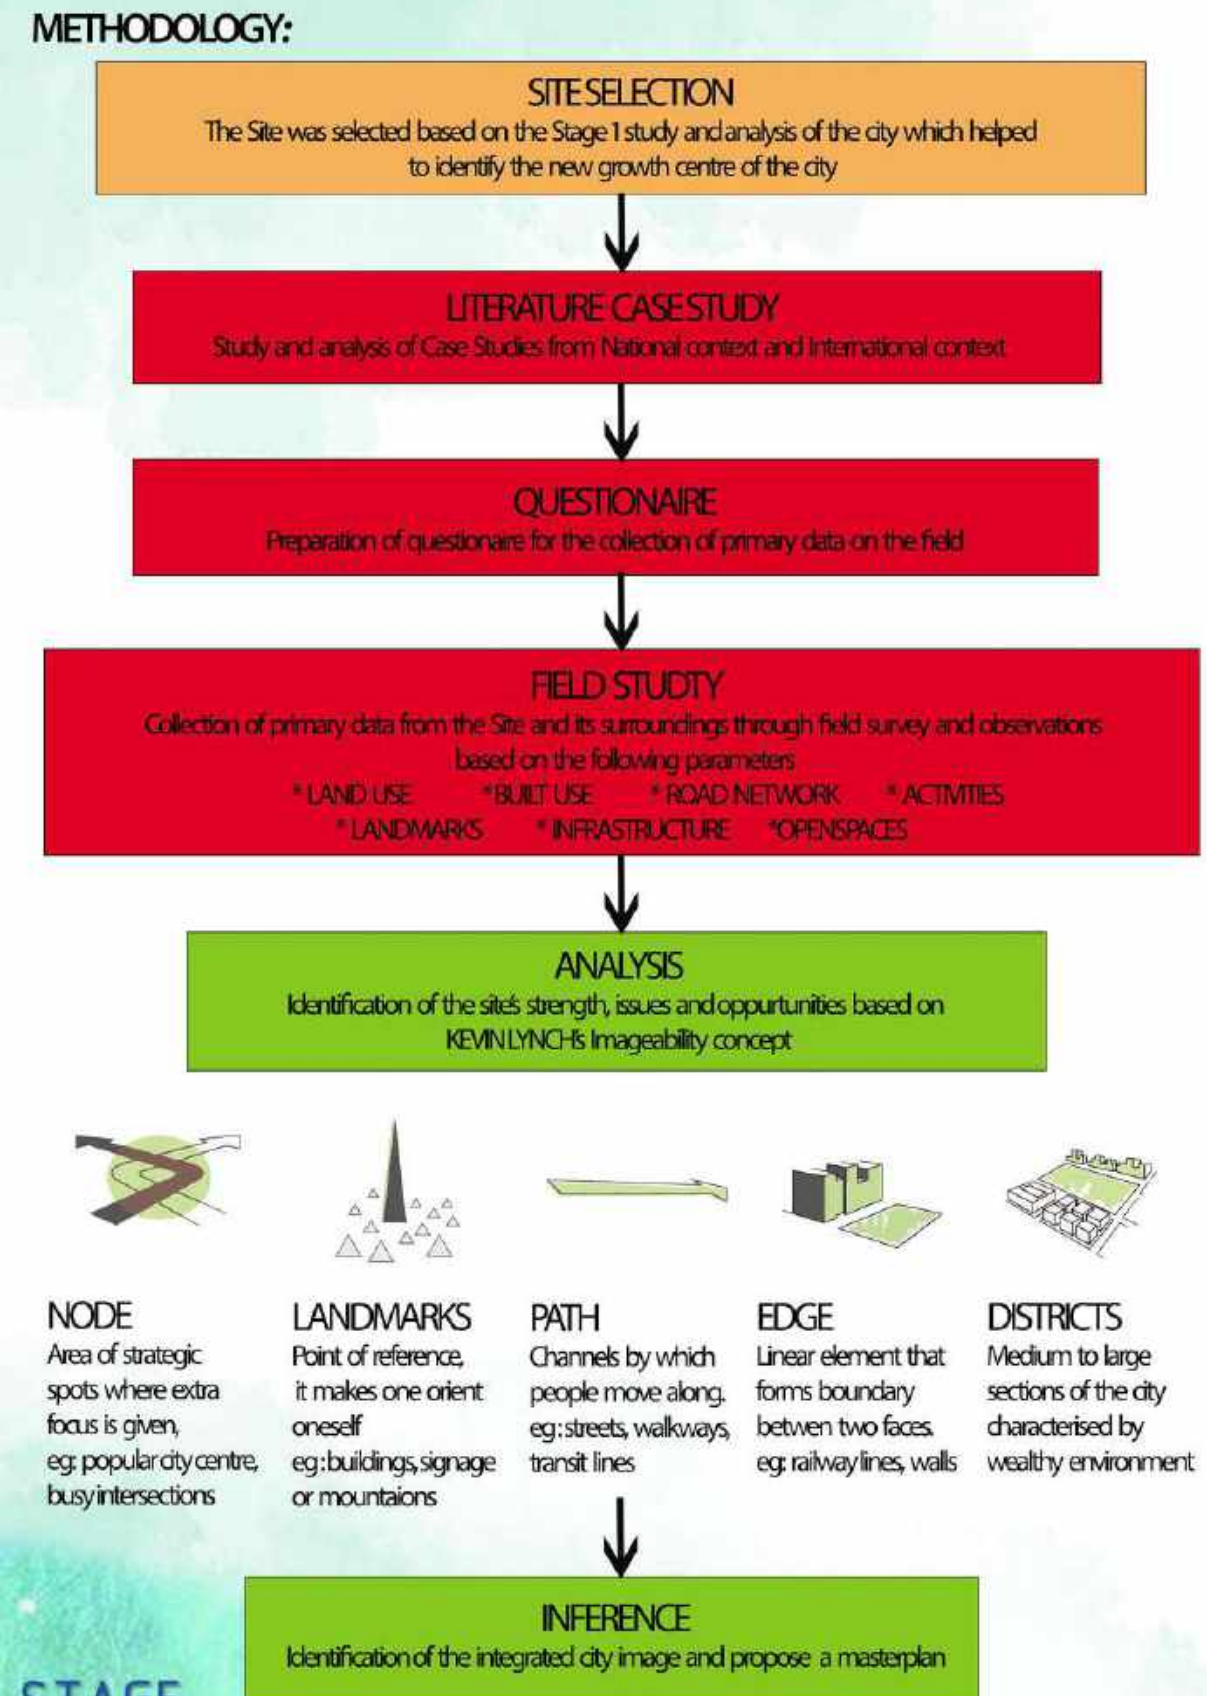 METHODOLOGY:
SITE SELECTION
The Site was selected based on the Stage 1 study and analysis of the city which helped
to identify the new growth centre of the city
LITERATURE CASE STUDY
Study and analysis of Case Studies from National context and International context
QUESTIONAIRE
Preparation of questionaire for the collection of primary data on the field
FIELD STUDTY
Collection of primary data from the Site and its surroundings through field survey and observations
based on the following parameters
* LAND USE *BUILT USE * ROAD NETWORK * ACTIVITIES
* LANDMARKS * INFRASTRUCTURE *OPENSPACES
ANALYSIS
Identification of the site's strength, issues and oppurtunities based on
KEVIN LYNCH's Imageability concept
NODE
Area of strategic
spots where extra
focus is given,
eg: popular city centre,
busy intersections
LANDMARKS
Point of reference,
it makes one orient
oneself
eg: buildings, signage
or mountaions
PATH
Channels by which
people move along.
eg: streets, walkways,
transit lines
EDGE
Linear element that
forms boundary
betwen two faces.
eg: railway lines, walls
DISTRICTS
Medium to large
sections of the city
characterised by
wealthy environment
INFERENCE
Identification of the integrated city image and propose a masterplan
STAGE